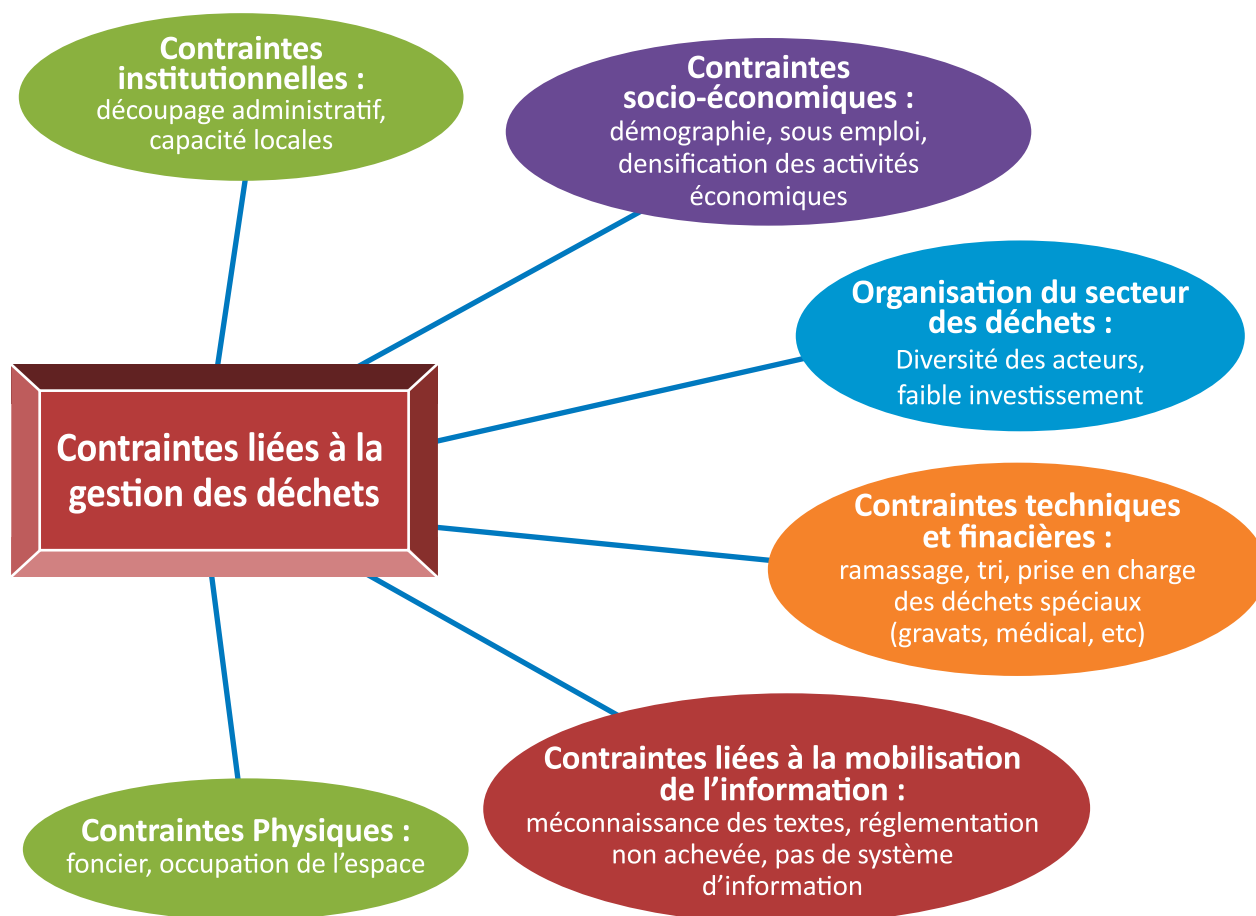 Contraintes
institutionnelles :
découpage administratif,
capacité locales
Contraintes
socio-économiques :
démographie, sous emploi,
densification des activités
économiques
Organisation du secteur
des déchets :
Diversité des acteurs,
faible investissement
Contraintes liées à la
gestion des déchets
Contraintes techniques
et finacières :
ramassage, tri, prise en charge
des déchets spéciaux
(gravats, médical, etc)
Contraintes liées à la mobilisation
de l’information :
méconnaissance des textes, réglementation
non achevée, pas de système
d’information
Contraintes Physiques :
foncier, occupation de l’espace